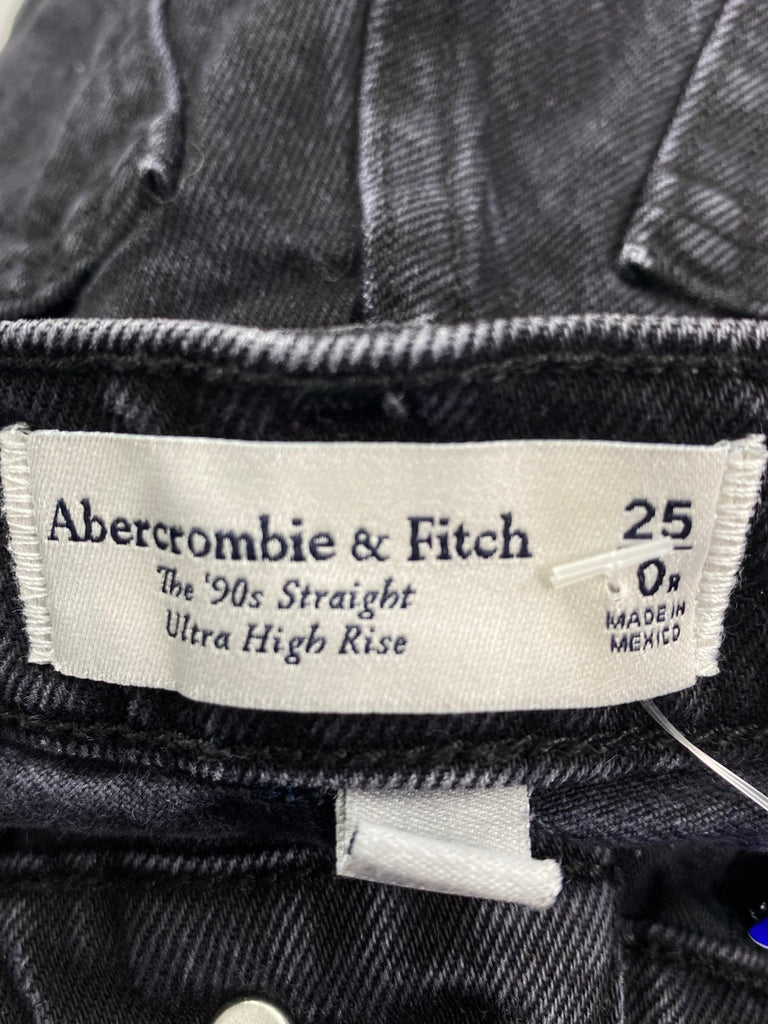 Abercrombie & Fitch
The '90s Straight
Ultra High Rise
25
0R
MADE IN
MEXICO